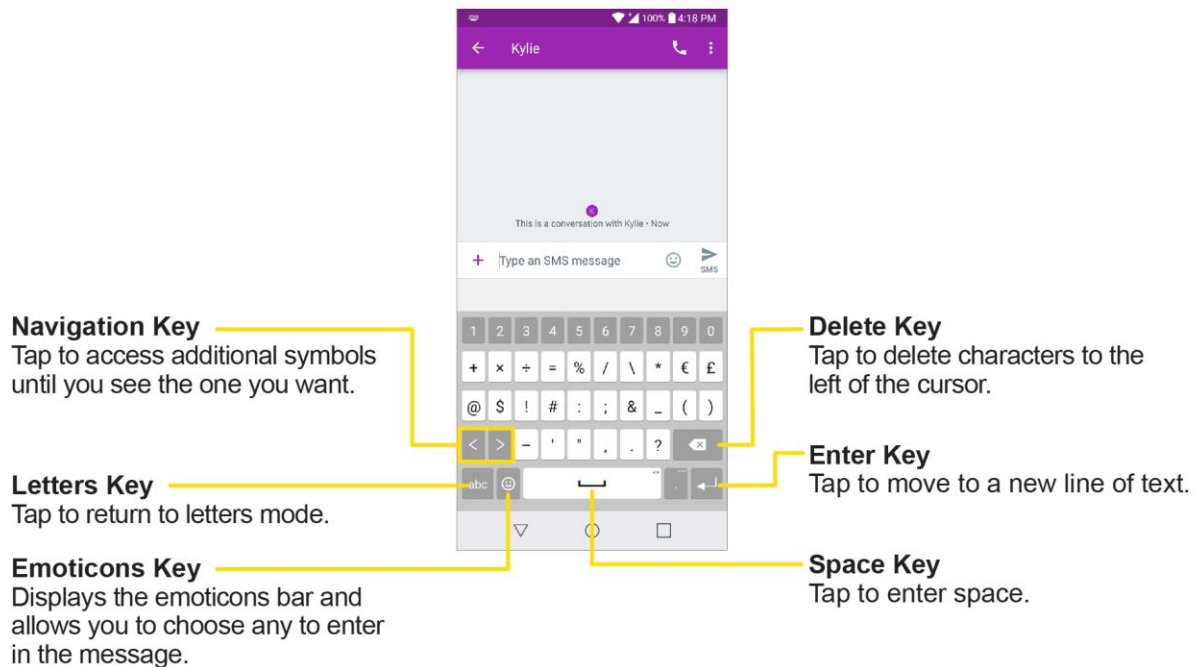 100% 4:18 PM
Kylie
K
This is a conversation with Kylie • Now
+ Type an SMS message
SMS
1 2 3 4 5 6 7 8 9 0
+ × ÷ = % / \ * € £
@ $ ! # : ; & _ ( )
< > – ' " , . ?
abc .
Navigation Key
Tap to access additional symbols
until you see the one you want.
Letters Key
Tap to return to letters mode.
Emoticons Key
Displays the emoticons bar and
allows you to choose any to enter
in the message.
Delete Key
Tap to delete characters to the
left of the cursor.
Enter Key
Tap to move to a new line of text.
Space Key
Tap to enter space.